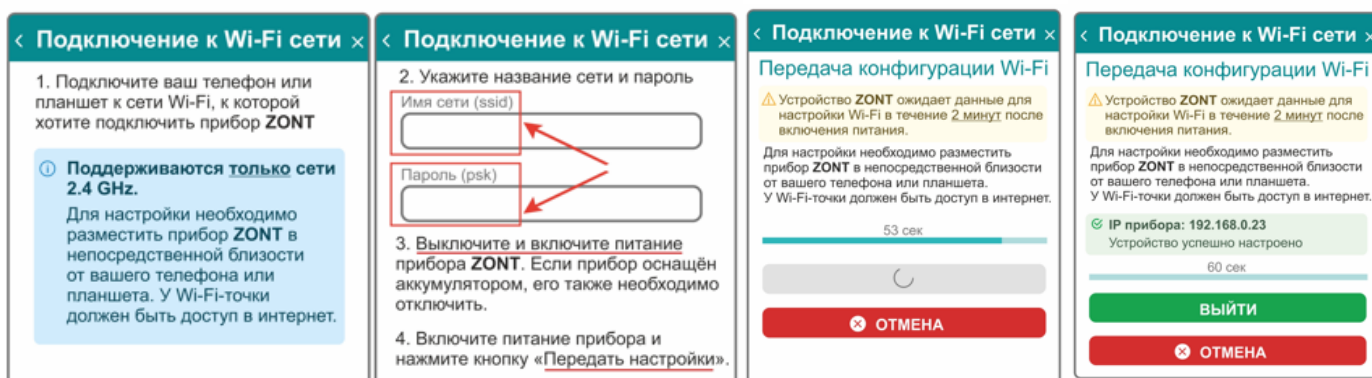 < Подключение к Wi-Fi сети ×
1. Подключите ваш телефон или
планшет к сети Wi-Fi, к которой
хотите подключить прибор ZONT
Поддерживаются только сети
2.4 GHz.
Для настройки необходимо
разместить прибор ZONT в
непосредственной близости
от вашего телефона или
планшета. У Wi-Fi-точки
должен быть доступ в интернет.
< Подключение к Wi-Fi сети ×
2. Укажите название сети и пароль
Имя сети (ssid)
Пароль (psk)
3. Выключите и включите питание
прибора ZONT. Если прибор оснащён
аккумулятором, его также необходимо
отключить.
4. Включите питание прибора и
нажмите кнопку «Передать настройки».
< Подключение к Wi-Fi сети ×
Передача конфигурации Wi-Fi
Устройство ZONT ожидает данные для
настройки Wi-Fi в течение 2 минут после
включения питания.
Для настройки необходимо разместить
прибор ZONT в непосредственной близости
от вашего телефона или планшета.
У Wi-Fi-точки должен быть доступ в интернет.
53 сек
ОТМЕНА
< Подключение к Wi-Fi сети ×
Передача конфигурации Wi-Fi
Устройство ZONT ожидает данные для
настройки Wi-Fi в течение 2 минут после
включения питания.
Для настройки необходимо разместить
прибор ZONT в непосредственной близости
от вашего телефона или планшета.
У Wi-Fi-точки должен быть доступ в интернет.
IP прибора: 192.168.0.23
Устройство успешно настроено
60 сек
ВЫЙТИ
ОТМЕНА